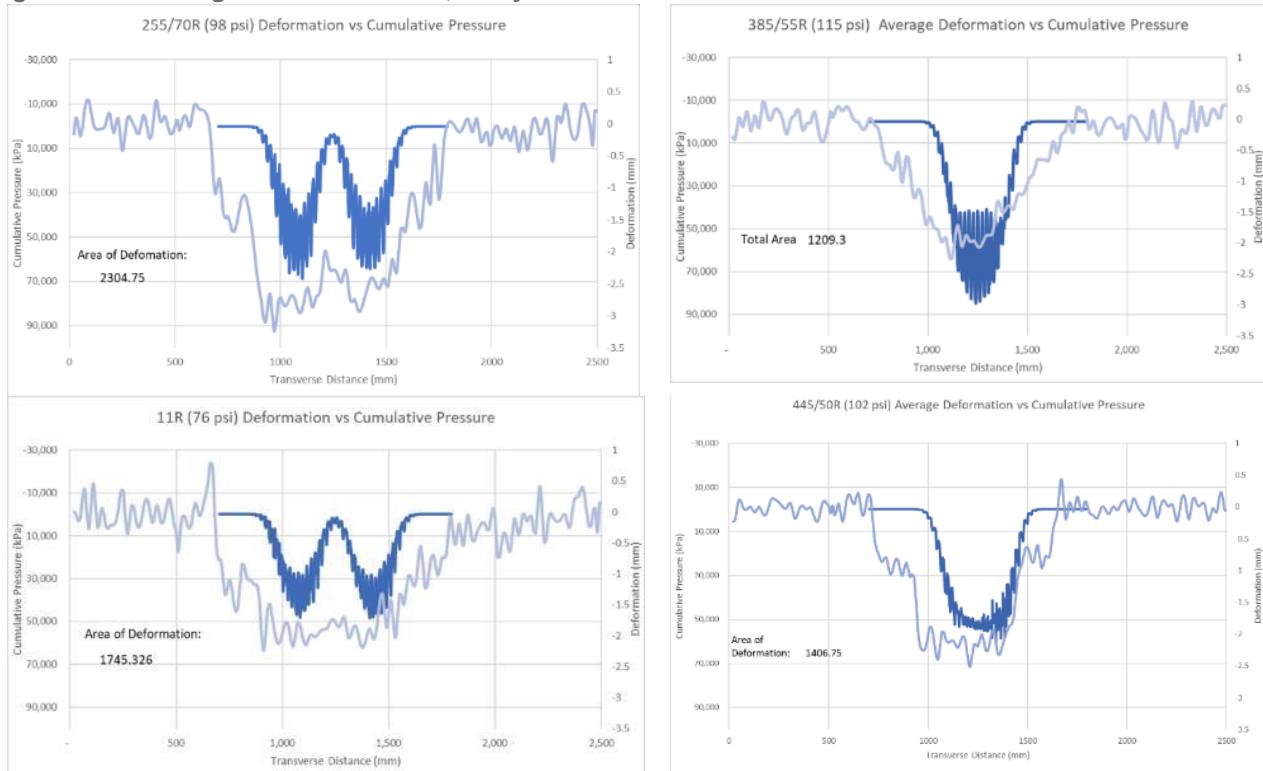 255/70R (98 psi) Deformation vs Cumulative Pressure
-30,000
-10,000
10,000
30,000
50,000
70,000
90,000
Cumulative Pressure (kPa)
1
0.5
0
-0.5
-1
-1.5
-2
-2.5
-3
-3.5
Deformation (mm)
Area of Defomation:
2304.75
0 500 1000 1500 2000 2500
Transverse Distance (mm)
385/55R (115 psi) Average Deformation vs Cumulative Pressure
-30,000
-10,000
10,000
30,000
50,000
70,000
90,000
Cumulative Pressure (kPa)
1
0.5
0
-0.5
-1
-1.5
-2
-2.5
-3
-3.5
Deformation (mm)
Total Area 1209.3
- 500 1,000 1,500 2,000 2,500
Transverse Distance (mm)
11R (76 psi) Deformation vs Cumulative Pressure
-30,000
-10,000
10,000
30,000
50,000
70,000
90,000
Cumulative Pressure (kPa)
1
0.5
0
-0.5
-1
-1.5
-2
-2.5
-3
-3.5
Deformation (mm)
Area of Deformation:
1745.326
- 500 1,000 1,500 2,000 2,500
Transverse Distance (mm)
445/50R (102 psi) Average Deformation vs Cumulative Pressure
-30,000
-10,000
10,000
30,000
50,000
70,000
90,000
Cumulative Pressure (kPa)
1
0.5
0
-0.5
-1
-1.5
-2
-2.5
-3
3.5
Deformation (mm)
Area of
Deformation: 1406.75
0 500 1000 1500 2000 2500
Transverse Distance (mm)